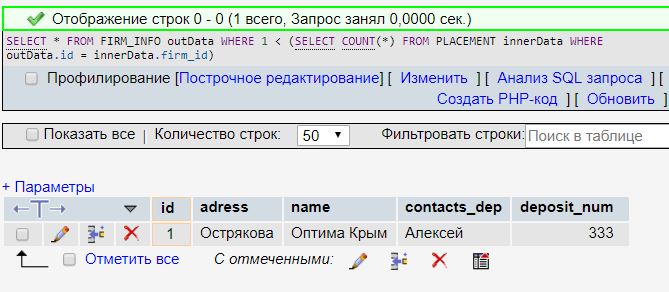 Отображение строк 0 - 0 (1 всего, Запрос занял 0,0000 сек.)
SELECT * FROM FIRM_INFO outData WHERE 1 < (SELECT COUNT(*) FROM PLACEMENT innerData WHERE
outData.id = innerData.firm_id)
Профилирование [Построчное редактирование] [ Изменить ] [ Анализ SQL запроса ] [
Создать PHP-код ] [ Обновить ]
Показать все | Количество строк: 50 Фильтровать строки: Поиск в таблице
+ Параметры
←T→ id adress name contacts_dep deposit_num
1 Острякова Оптима Крым Алексей 333
Отметить все С отмеченными: